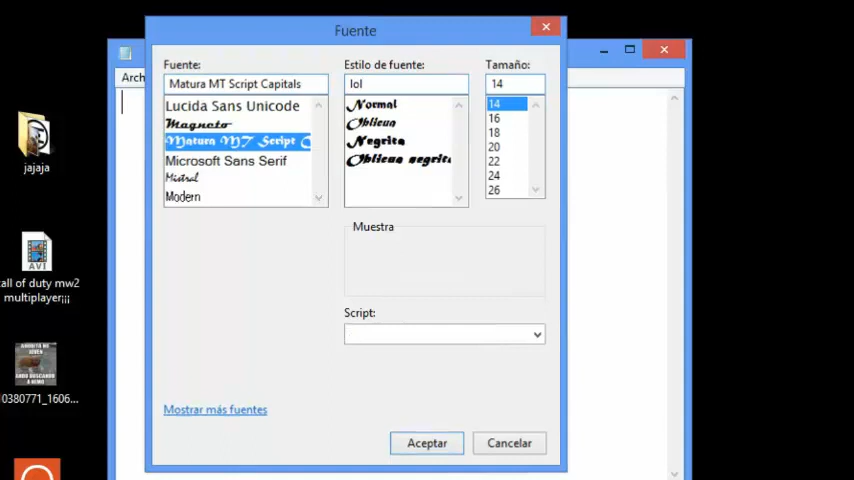 Fuente
Arch
Fuente:
Estilo de fuente:
Tamaño:
Matura MT Script Capitals
lol
14
Lucida Sans Unicode
Magneto
Matura MT Script C
Microsoft Sans Serif
Mistral
Modern
Normal
Oblicua
Negrita
Oblicua negrita
14
16
18
20
22
24
26
Muestra
Script:
Mostrar más fuentes
Aceptar
Cancelar
jajaja
AVI
call of duty mw2
multiplayer¡¡¡
0380771_1606...